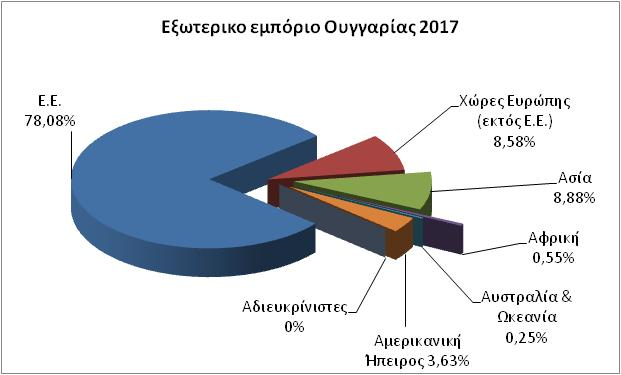 Εξωτερικο εμπόριο Ουγγαρίας 2017
Ε.Ε.
78,08%
Χώρες Ευρώπης
(εκτός Ε.Ε.)
8,58%
Ασία
8,88%
Αφρική
0,55%
Αυστραλία &
Ωκεανία
0,25%
Αμερικανική
Ήπειρος 3,63%
Αδιευκρίνιστες
0%